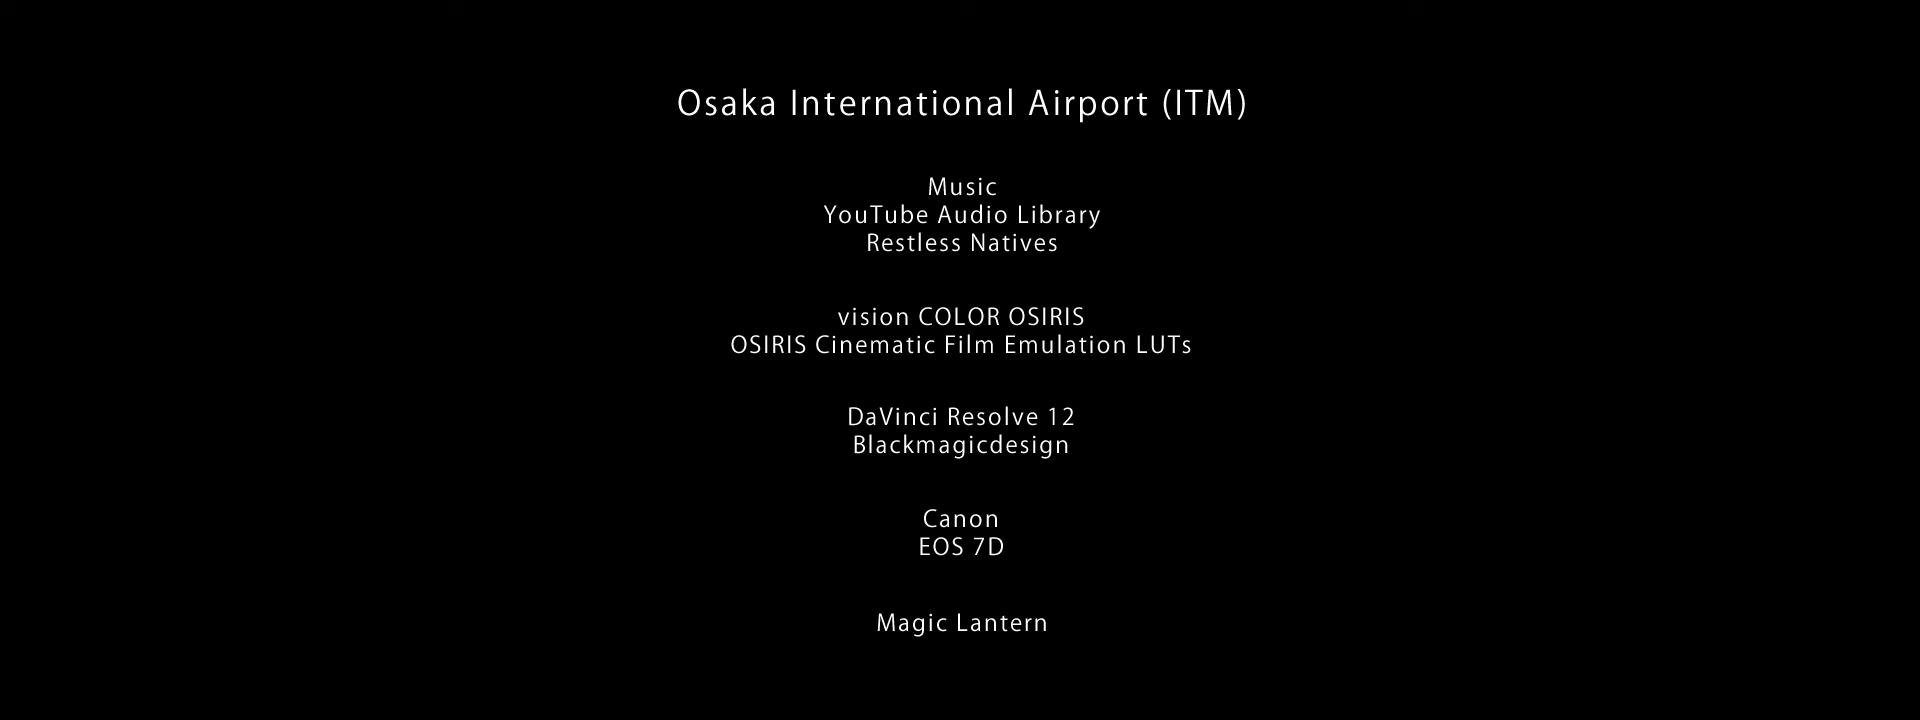 Osaka International Airport (ITM)
Music
YouTube Audio Library
Restless Natives
vision COLOR OSIRIS
OSIRIS Cinematic Film Emulation LUTs
DaVinci Resolve 12
Blackmagicdesign
Canon
EOS 7D
Magic Lantern